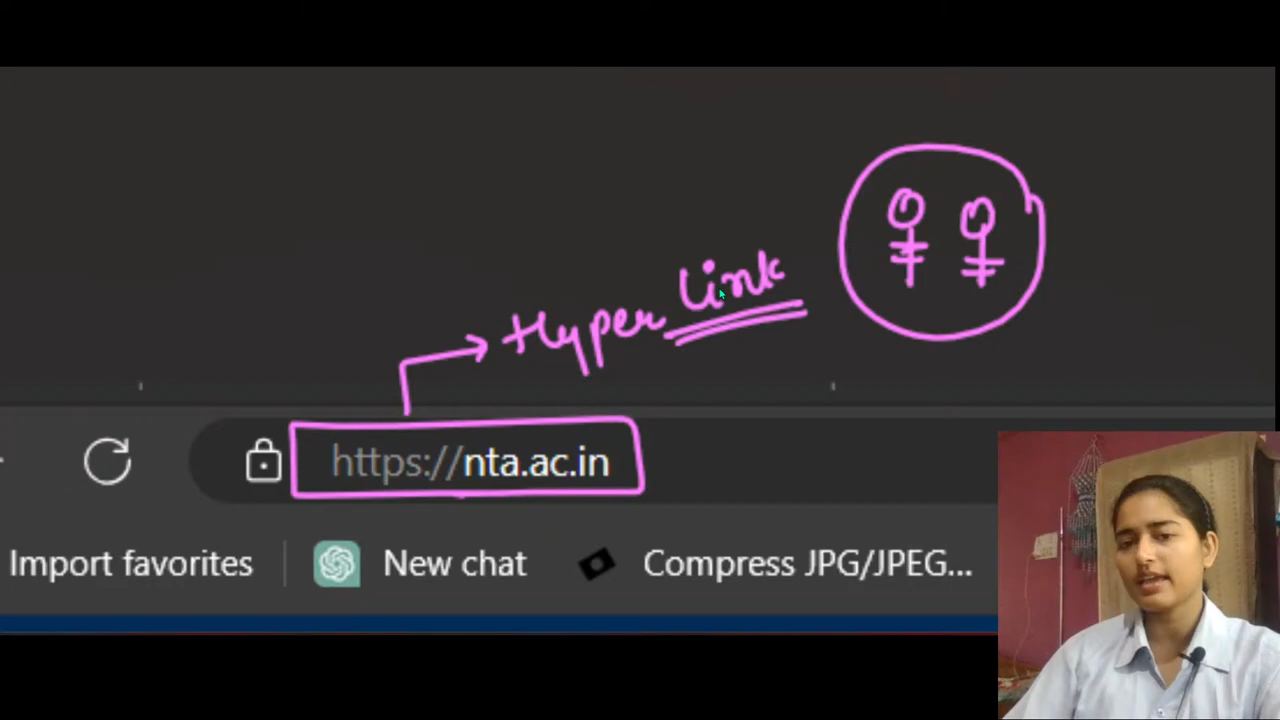 Hyper Link
https://nta.ac.in
Import favorites New chat Compress JPG/JPEG...